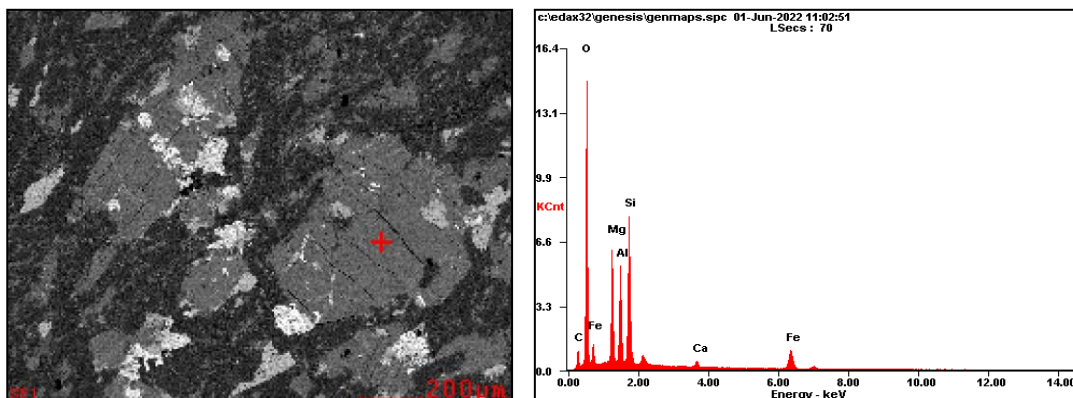 200µm
c:\edax32\genesis\genmaps.spc 01-Jun-2022 11:02:51
LSecs : 70
16.4
13.1
9.9
6.6
3.3
0.0
KCnt
O
C
Fe
Mg
Al
Si
Ca
Fe
0.00 2.00 4.00 6.00 8.00 10.00 12.00 14.00
Energy - keV